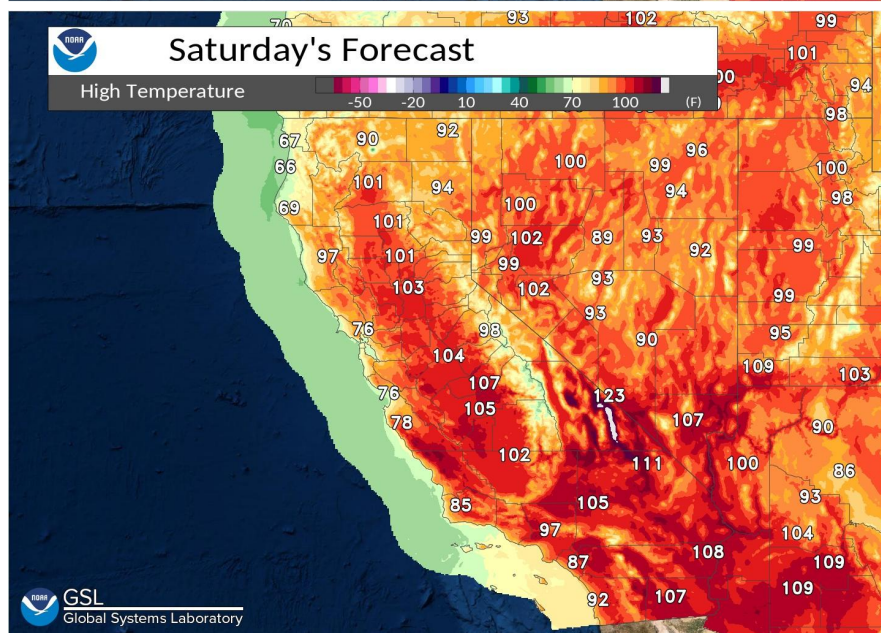 70 93 102 99
NOAA
Saturday's Forecast
101
High Temperature
-50 -20 10 40 70 100 (F)
94
98
67 90 92
66 100 99 96 100
101 94 94
69 100 98
101
97 101 99 102 89 93 92 99
99 93
103 102 99
93
76 98 90 95
104 109 103
107
76 105 123
78 107 90
102 111 100 86
93
85 105
97 104
87 108 109
92 107 109
NOAA
GSL
Global Systems Laboratory